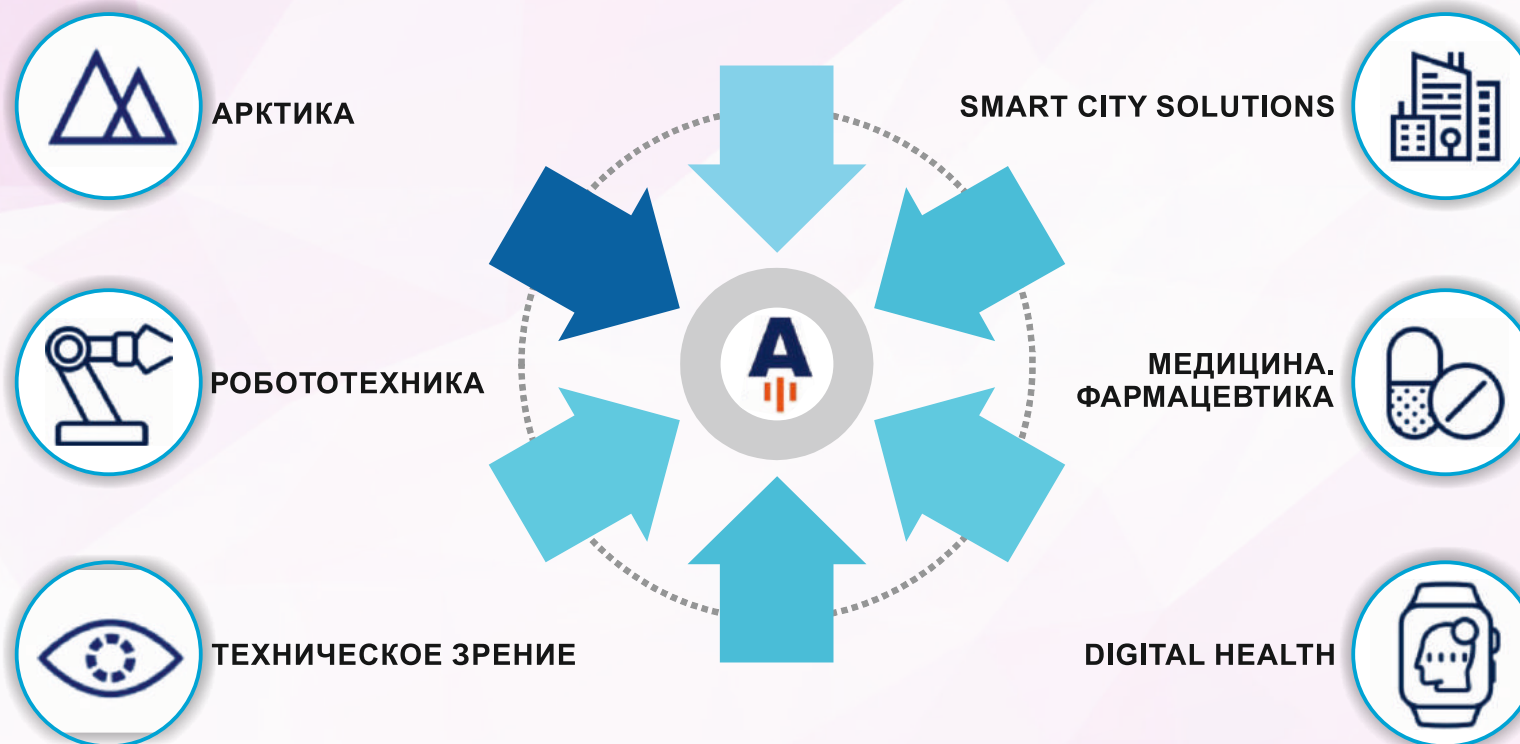 АРКТИКА
SMART CITY SOLUTIONS
РОБОТОТЕХНИКА
МЕДИЦИНА.
ФАРМАЦЕВТИКА
ТЕХНИЧЕСКОЕ ЗРЕНИЕ
DIGITAL HEALTH
A